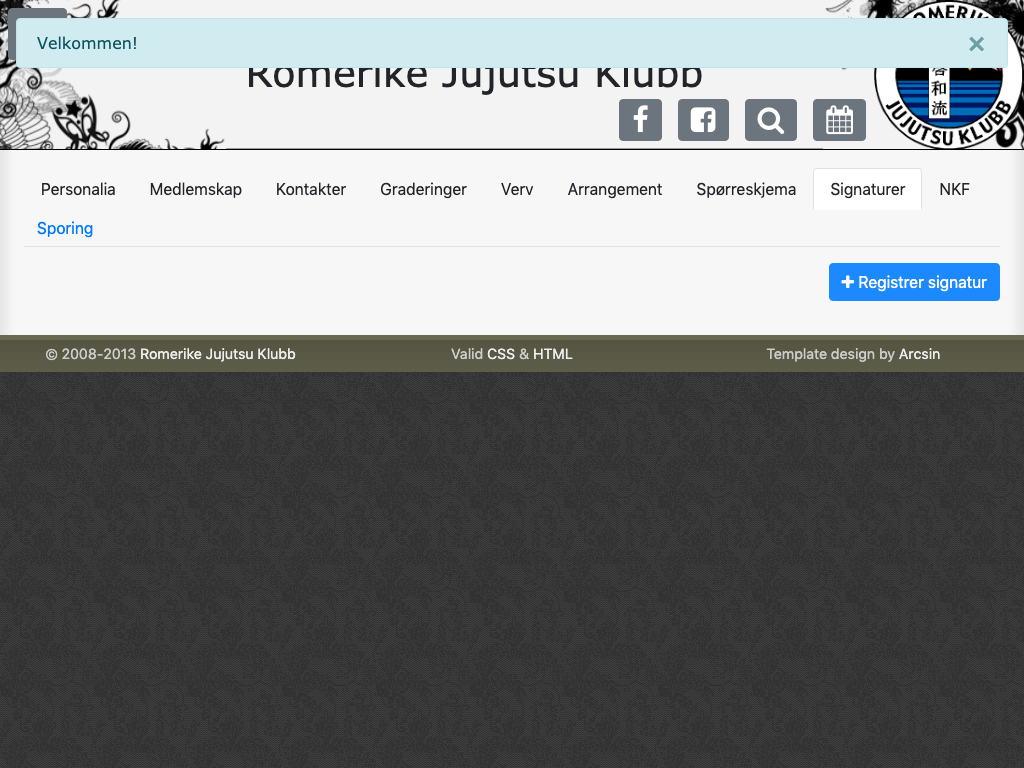 Velkommen!
×
Romerike Jujutsu Klubb
ROMERIKE
和
流
JUJUTSU KLUBB
Personalia Medlemskap Kontakter Graderinger Verv Arrangement Spørreskjema Signaturer NKF
Sporing
Registrer signatur
© 2008-2013 Romerike Jujutsu Klubb Valid CSS & HTML Template design by Arcsin